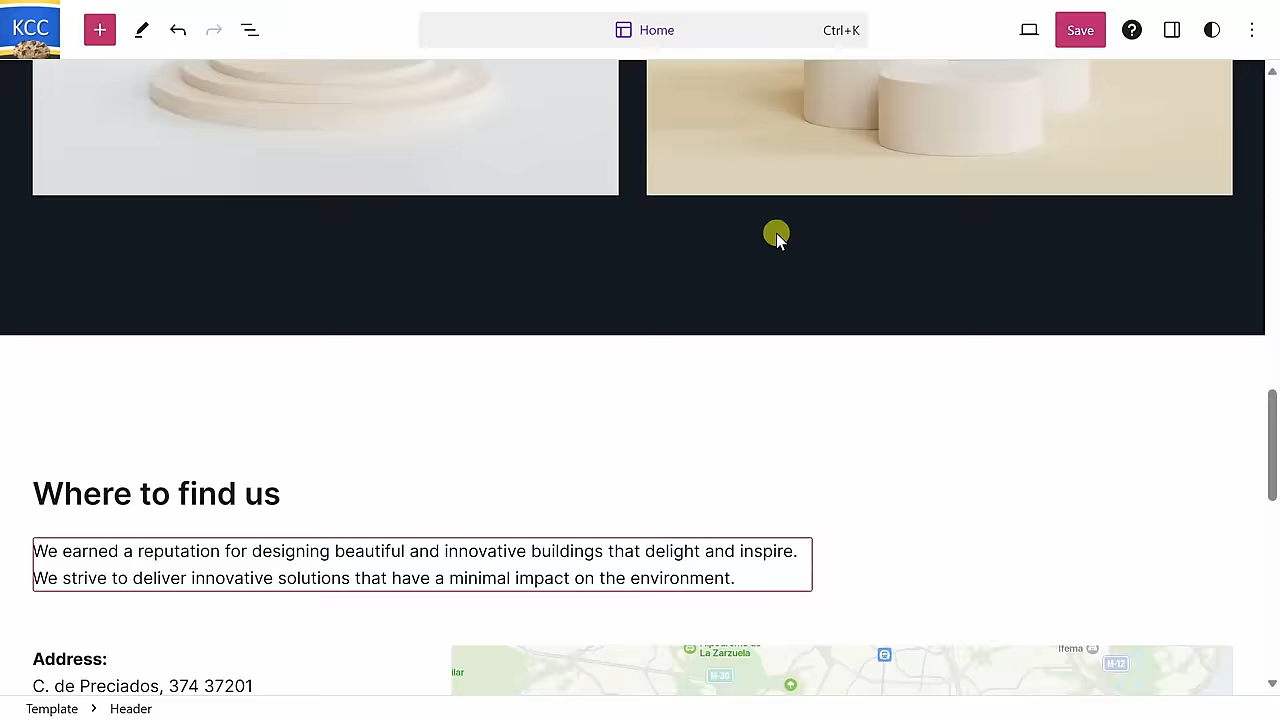 KCC
Home
Ctrl+K
Save
Where to find us
We earned a reputation for designing beautiful and innovative buildings that delight and inspire.
We strive to deliver innovative solutions that have a minimal impact on the environment.
Address:
C. de Preciados, 374 37201
La Zarzuela
Ifema
ilar
M-12
M-30
Template
Header